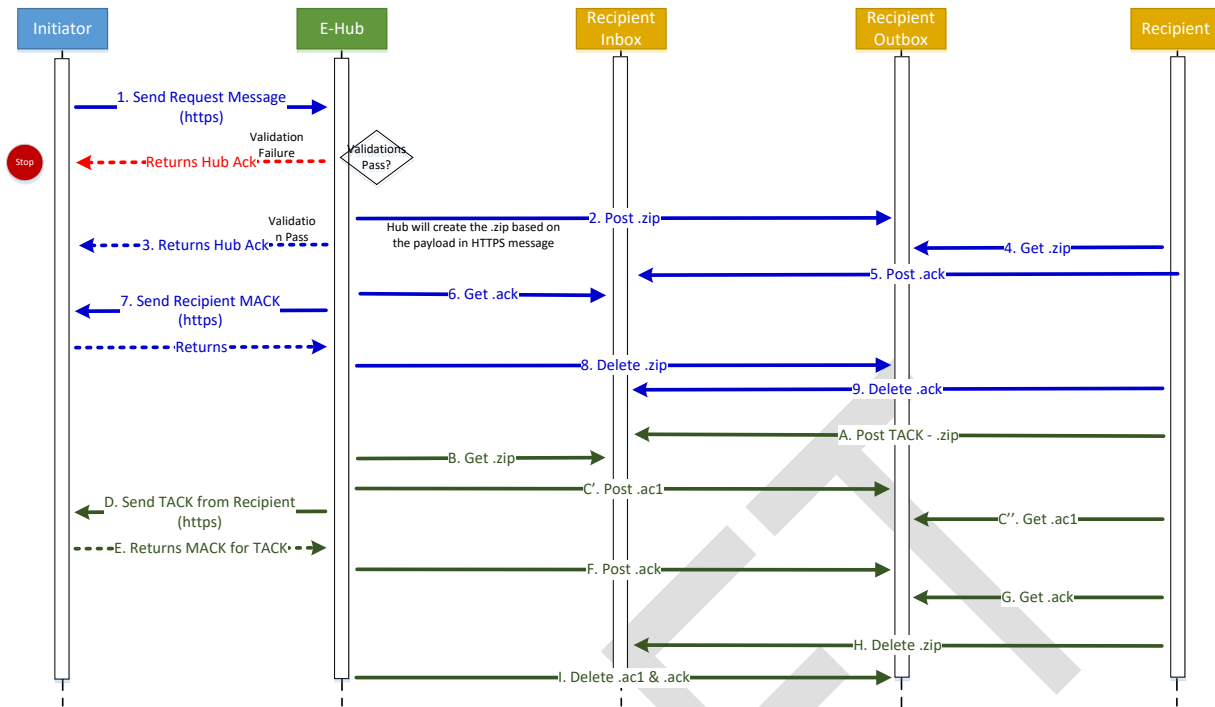 Initiator
E-Hub
Recipient
Inbox
Recipient
Outbox
Recipient
1. Send Request Message
(https)
Stop
Returns Hub Ack
Validation
Failure
Validations
Pass?
2. Post .zip
Validatio
n Pass
Hub will create the .zip based on
the payload in HTTPS message
3. Returns Hub Ack
4. Get .zip
5. Post .ack
6. Get .ack
7. Send Recipient MACK
(https)
Returns
8. Delete .zip
9. Delete .ack
A. Post TACK - .zip
B. Get .zip
C’. Post .ac1
D. Send TACK from Recipient
(https)
C’’. Get .ac1
E. Returns MACK for TACK
F. Post .ack
G. Get .ack
H. Delete .zip
I. Delete .ac1 & .ack